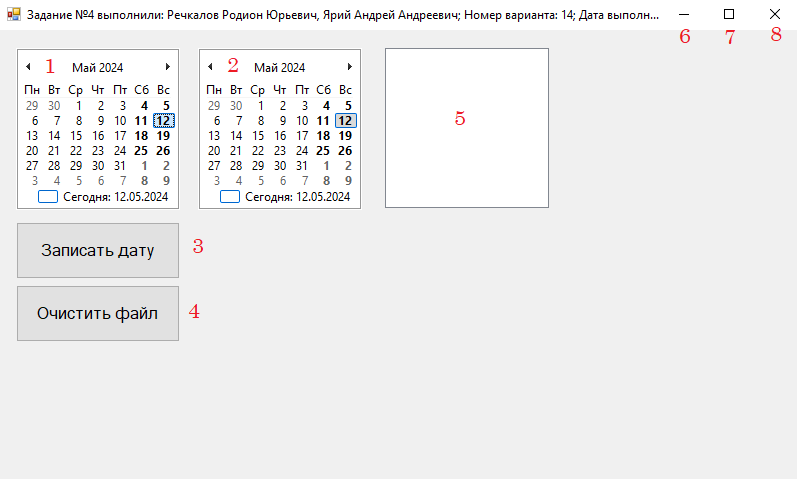 Задание №4 выполнили: Речкалов Родион Юрьевич, Ярий Андрей Андреевич; Номер варианта: 14; Дата выполн...
6 7 8
1 Май 2024
Пн Вт Ср Чт Пт Сб Вс
29 30 1 2 3 4 5
6 7 8 9 10 11 12
13 14 15 16 17 18 19
20 21 22 23 24 25 26
27 28 29 30 31 1 2
3 4 5 6 7 8 9
Сегодня: 12.05.2024
2 Май 2024
Пн Вт Ср Чт Пт Сб Вс
29 30 1 2 3 4 5
6 7 8 9 10 11 12
13 14 15 16 17 18 19
20 21 22 23 24 25 26
27 28 29 30 31 1 2
3 4 5 6 7 8 9
Сегодня: 12.05.2024
5
Записать дату 3
Очистить файл 4